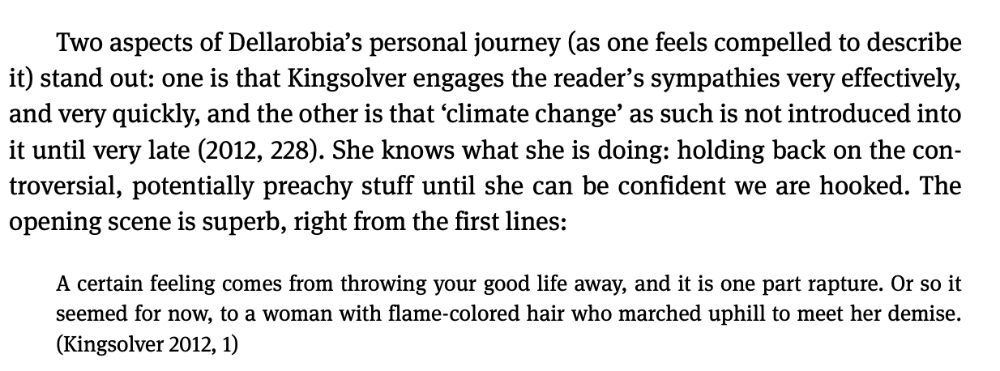 Two aspects of Dellarobia’s personal journey (as one feels compelled to describe
it) stand out: one is that Kingsolver engages the reader’s sympathies very effectively,
and very quickly, and the other is that ‘climate change’ as such is not introduced into
it until very late (2012, 228). She knows what she is doing: holding back on the con-
troversial, potentially preachy stuff until she can be confident we are hooked. The
opening scene is superb, right from the first lines:
A certain feeling comes from throwing your good life away, and it is one part rapture. Or so it
seemed for now, to a woman with flame-colored hair who marched uphill to meet her demise.
(Kingsolver 2012, 1)